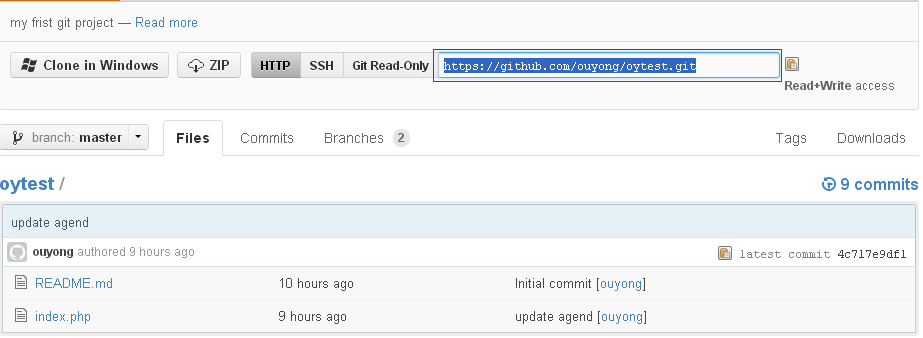 my frist git project — Read more
Clone in Windows ZIP HTTP SSH Git Read-Only https://github.com/ouyong/oytest.git
Read+Write access
branch: master Files Commits Branches 2 Tags Downloads
oytest / 9 commits
update agend
ouyong authored 9 hours ago latest commit 4c717e9df1
README.md 10 hours ago Initial commit [ouyong]
index.php 9 hours ago update agend [ouyong]